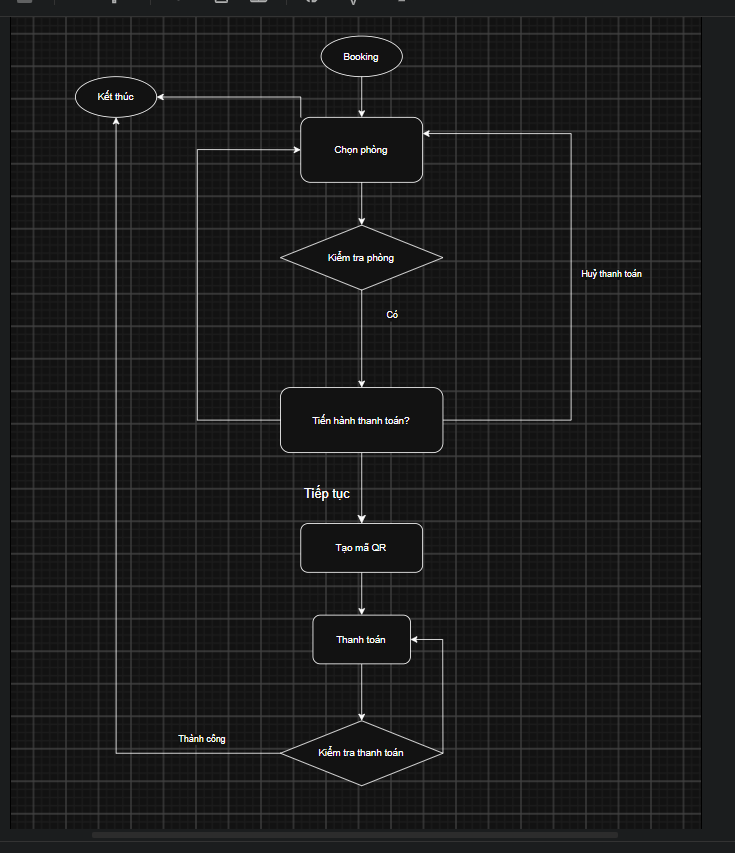 Booking
Kết thúc
Chọn phòng
Kiểm tra phòng
Huỷ thanh toán
Có
Tiến hành thanh toán?
Tiếp tục
Tạo mã QR
Thanh toán
Thành công
Kiểm tra thanh toán